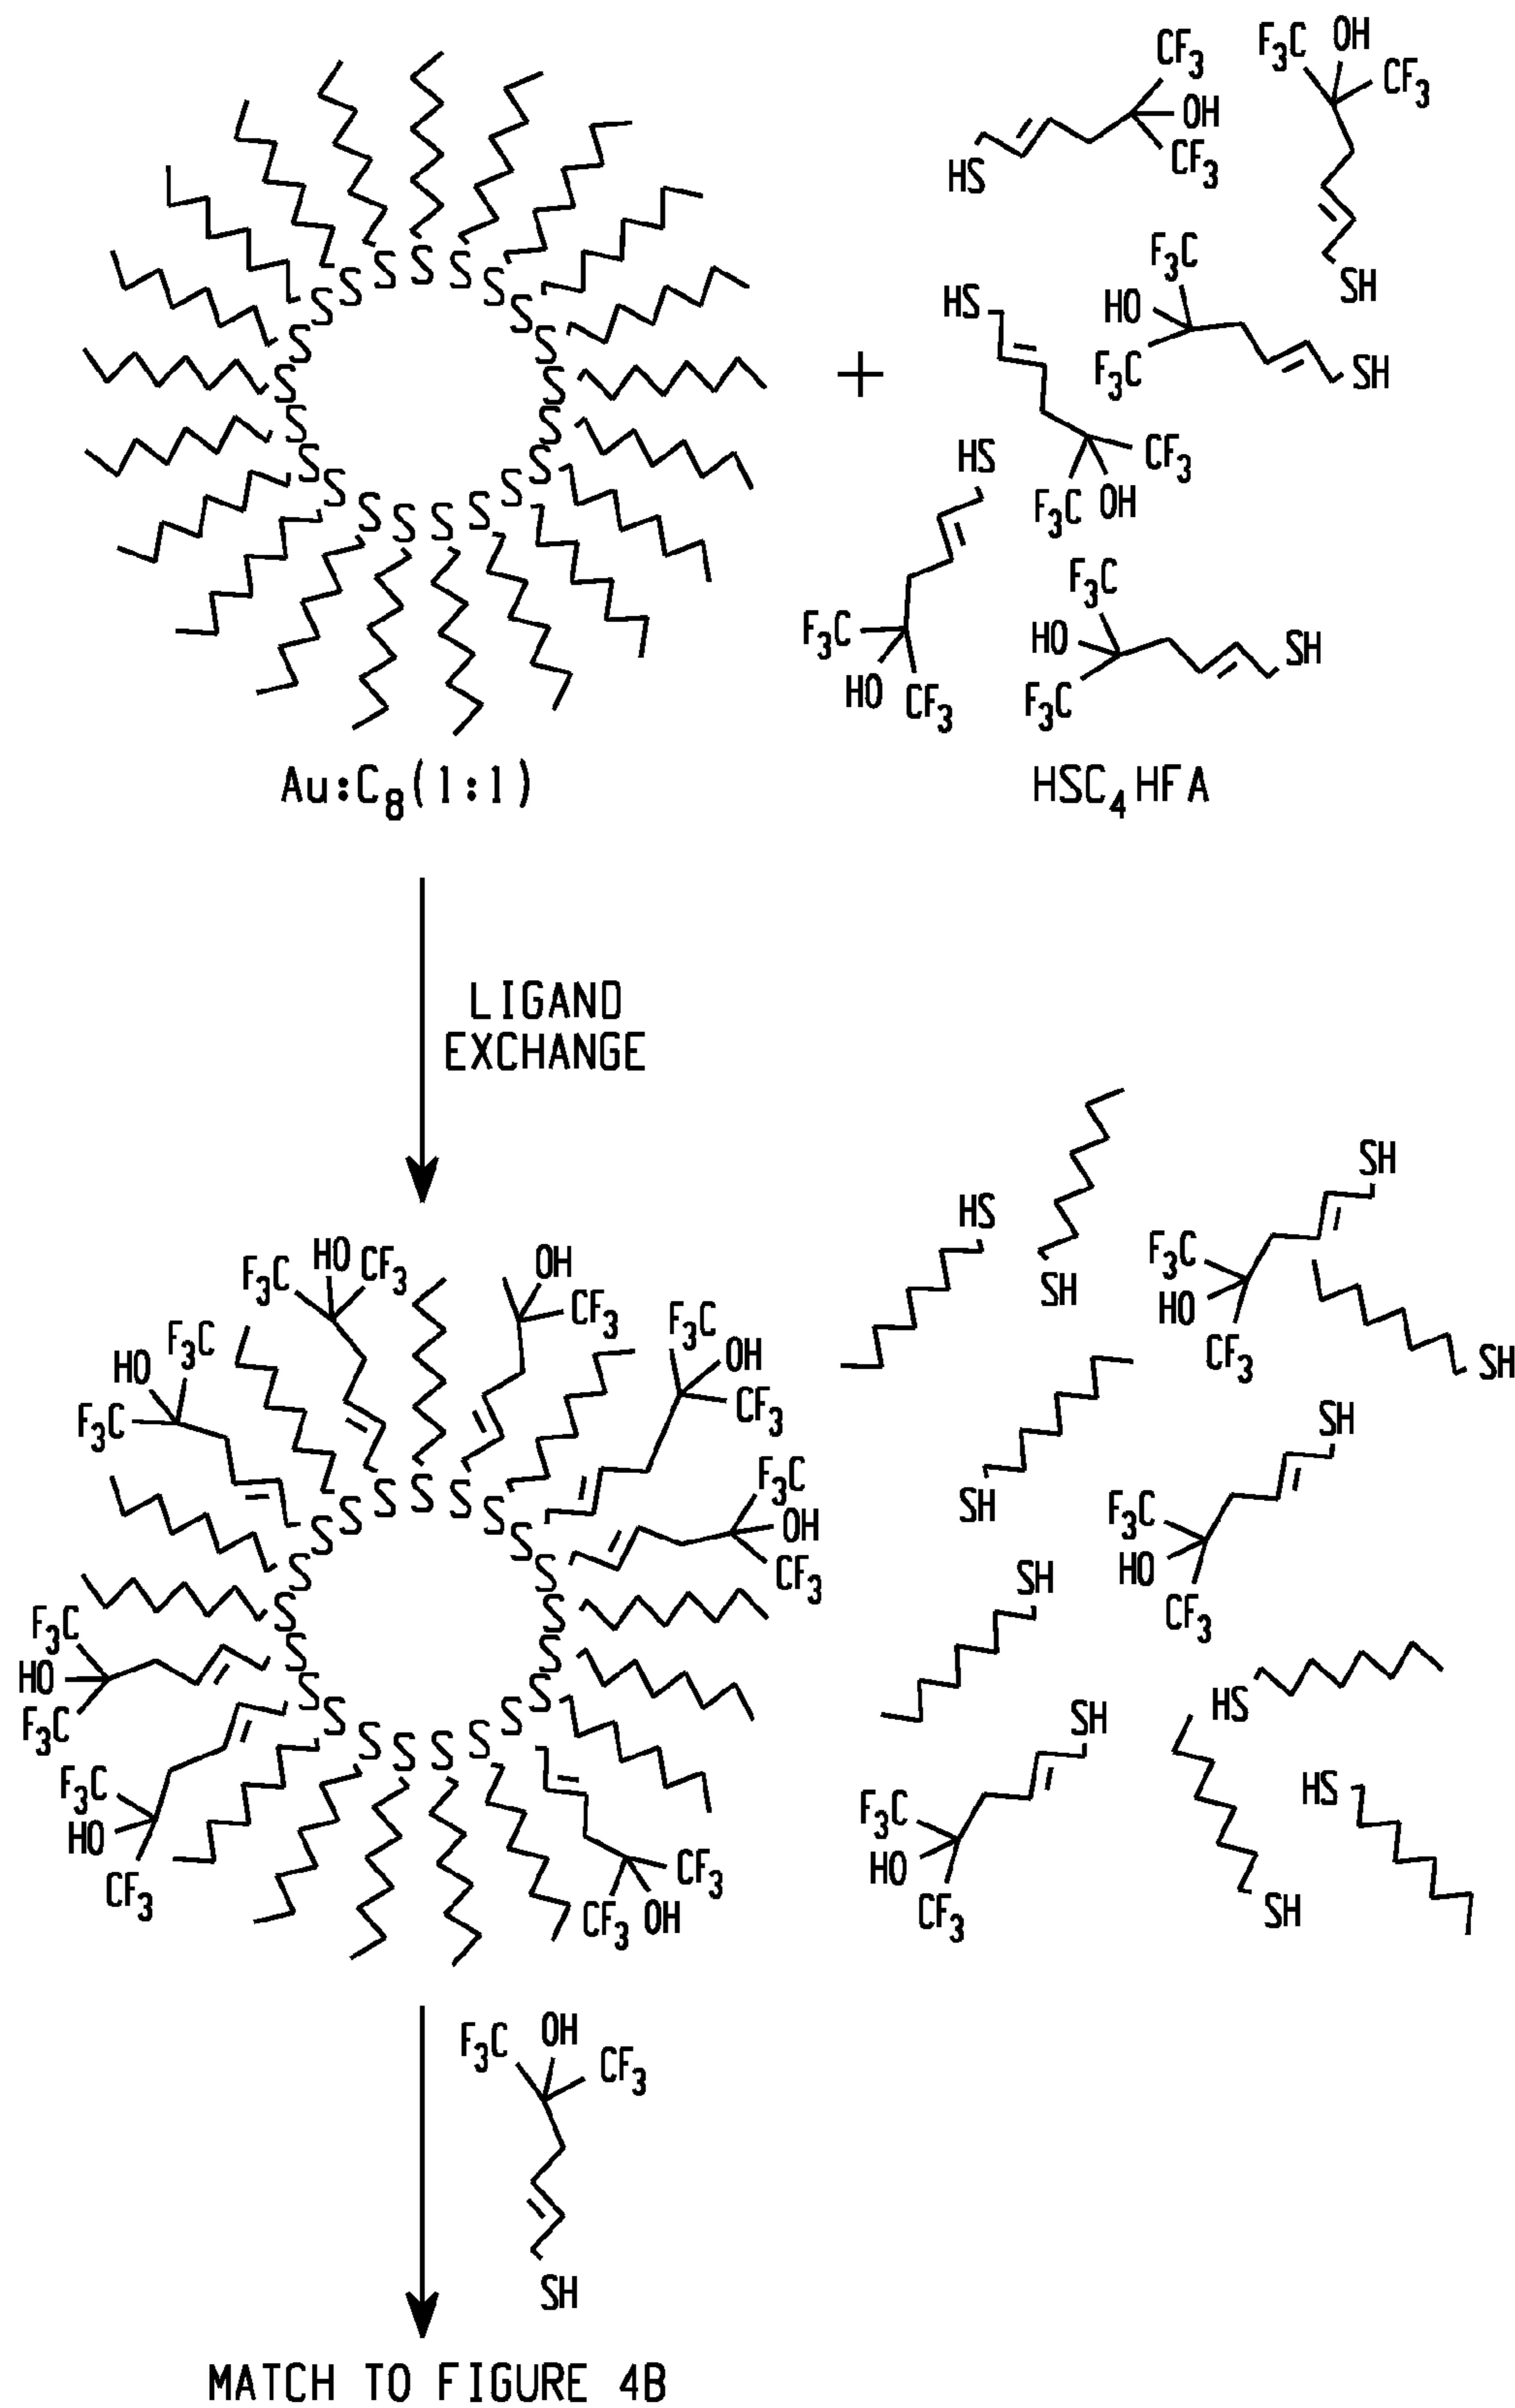 CF3
OH
CF3
HS
F3C
OH
CF3
SH
F3C
HO
F3C
SH
HS
CF3
F3C OH
HS
F3C
HO
CF3
F3C
HO
F3C
SH
S S S S S S S S S S S S S S S S S S S S S S
+
Au:C8(1:1)
HSC4HFA
LIGAND
EXCHANGE
HO
F3C
CF3
OH
CF3
F3C
OH
CF3
F3C
HO
F3C
F3C
OH
CF3
F3C
HO
F3C
F3C
HO
CF3
CF3
CF3 OH
S S S S S S S S S S S S S S S S S S S S S S
HS
SH
SH
F3C
HO
CF3
SH
SH
SH
F3C
HO
CF3
SH
HS
SH
F3C
HO
CF3
HS
SH
F3C
OH
CF3
SH
MATCH TO FIGURE 4B